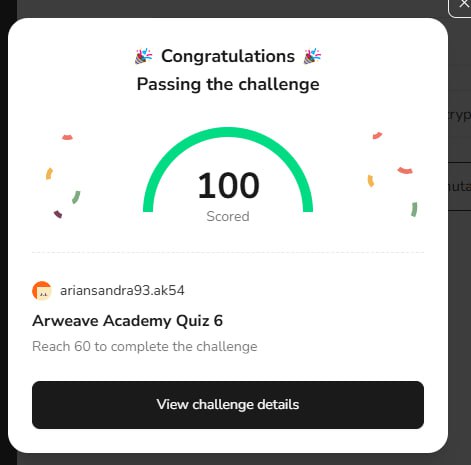 🎉 Congratulations 🎉
Passing the challenge
100
Scored
ariansandra93.ak54
Arweave Academy Quiz 6
Reach 60 to complete the challenge
View challenge details